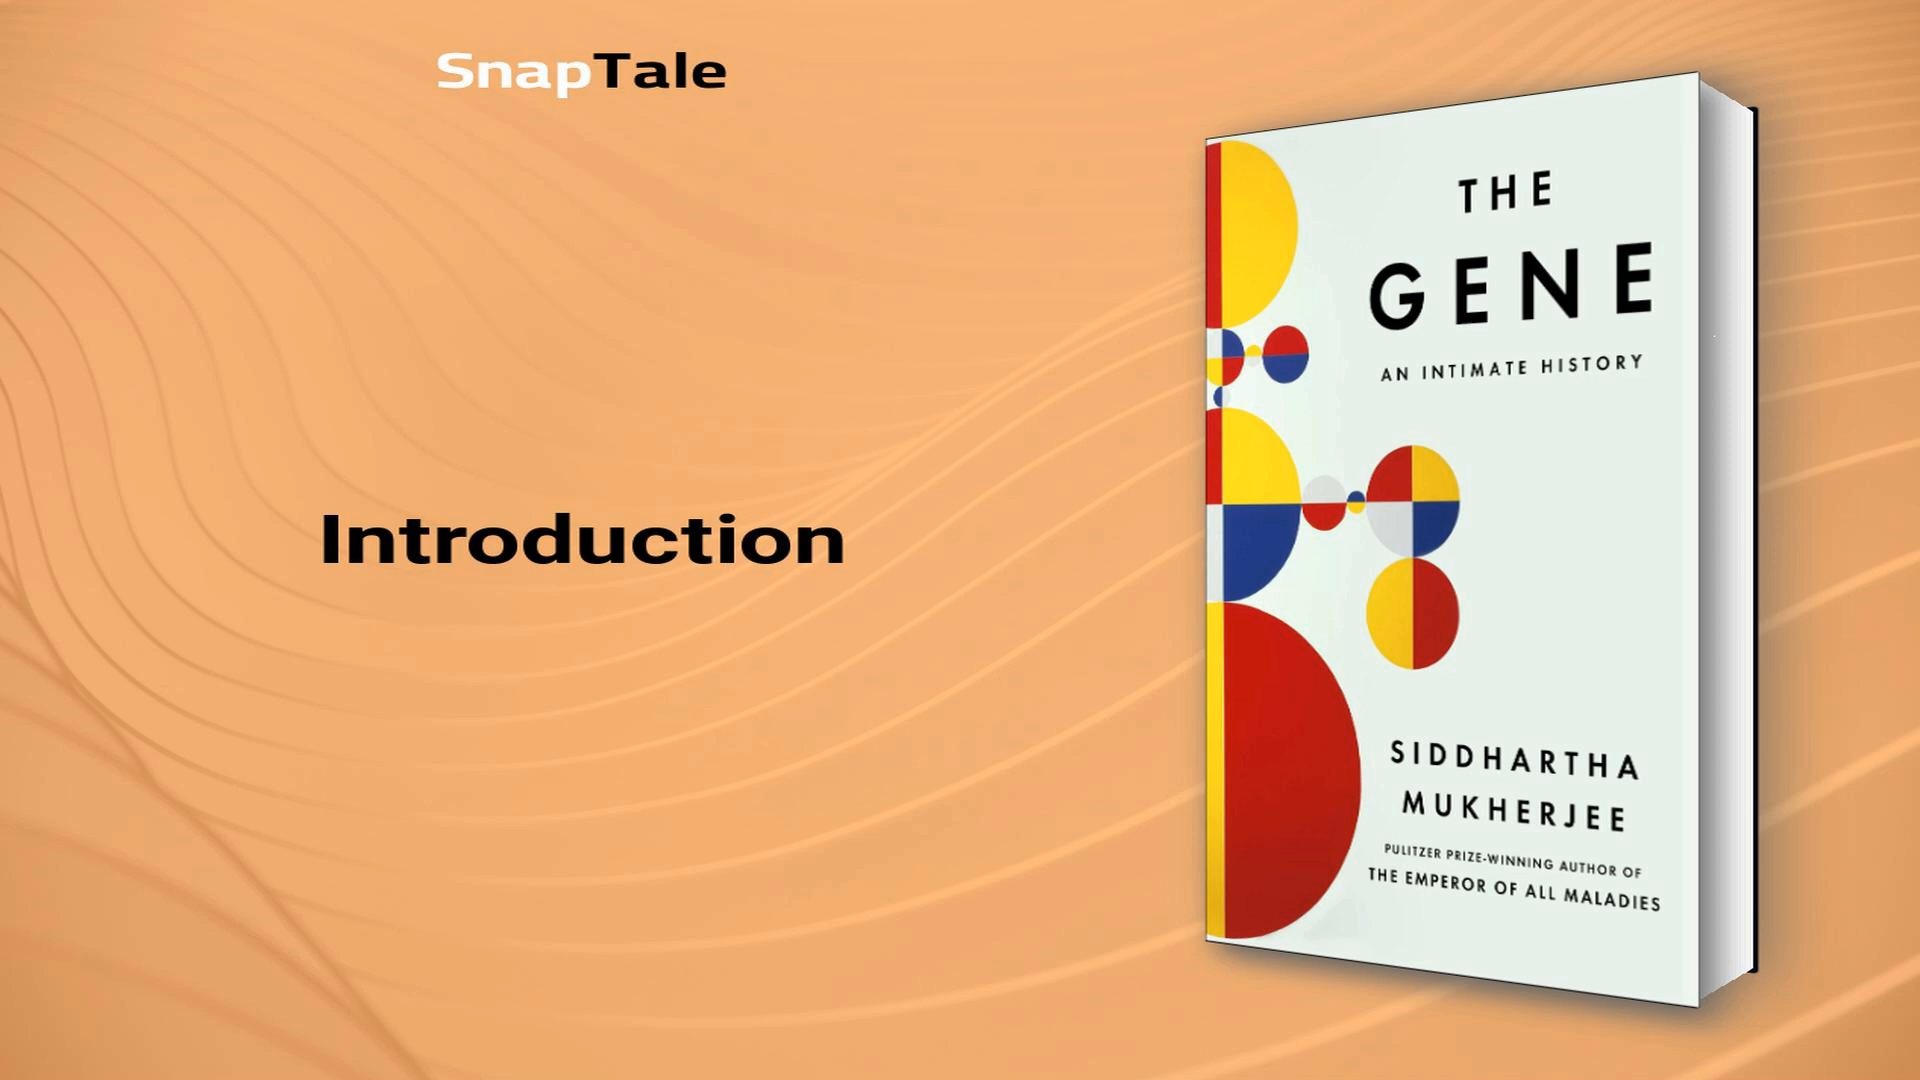 SnapTale
Introduction
THE
GENE
AN INTIMATE HISTORY
SIDDHARTHA
MUKHERJEE
PULITZER PRIZE-WINNING AUTHOR OF
THE EMPEROR OF ALL MALADIES